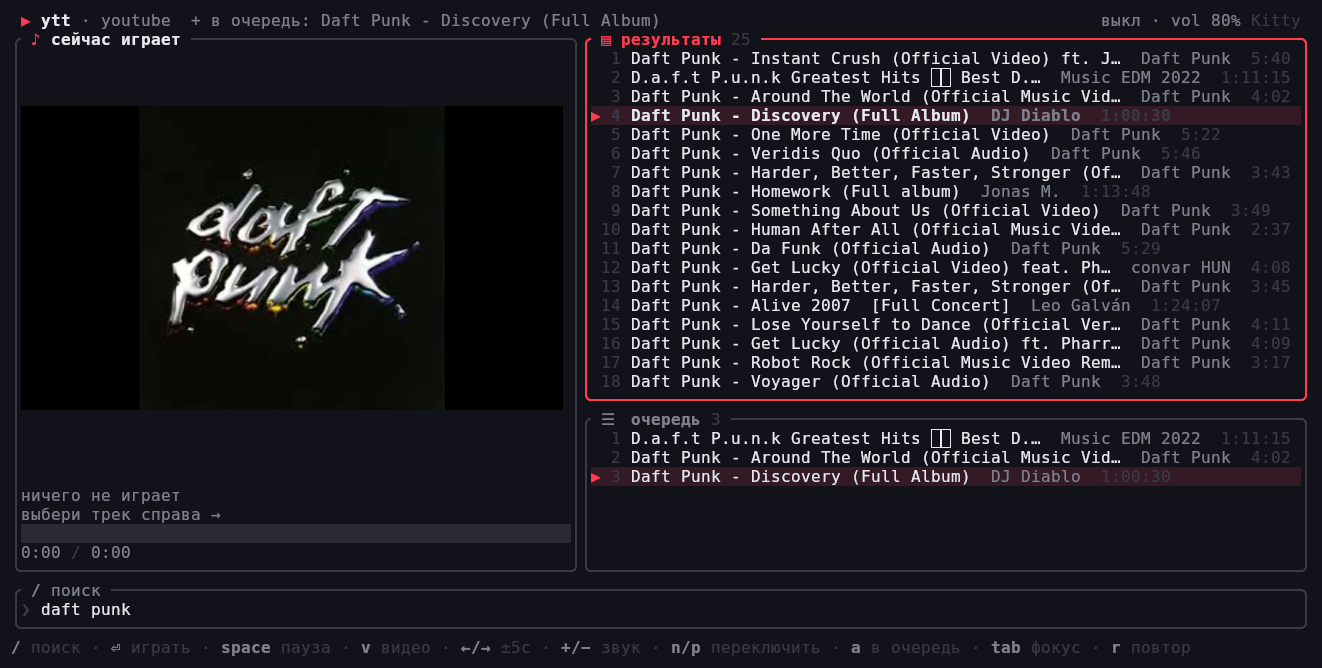 ▶ ytt · youtube + в очередь: Daft Punk - Discovery (Full Album)
выкл · vol 80% Kitty
♪ сейчас играет
daft
punk
ничего не играет
выбери трек справа →
0:00 / 0:00
▤ результаты 25
1 Daft Punk - Instant Crush (Official Video) ft. J… Daft Punk 5:40
2 D.a.f.t P.u.n.k Greatest Hits Best D.… Music EDM 2022 1:11:15
3 Daft Punk - Around The World (Official Music Vid… Daft Punk 4:02
▶ 4 Daft Punk - Discovery (Full Album) DJ Diablo 1:00:30
5 Daft Punk - One More Time (Official Video) Daft Punk 5:22
6 Daft Punk - Veridis Quo (Official Audio) Daft Punk 5:46
7 Daft Punk - Harder, Better, Faster, Stronger (Of… Daft Punk 3:43
8 Daft Punk - Homework (Full album) Jonas M. 1:13:48
9 Daft Punk - Something About Us (Official Video) Daft Punk 3:49
10 Daft Punk - Human After All (Official Music Vide… Daft Punk 2:37
11 Daft Punk - Da Funk (Official Audio) Daft Punk 5:29
12 Daft Punk - Get Lucky (Official Video) feat. Ph… convar HUN 4:08
13 Daft Punk - Harder, Better, Faster, Stronger (Of… Daft Punk 3:45
14 Daft Punk - Alive 2007 [Full Concert] Leo Galván 1:24:07
15 Daft Punk - Lose Yourself to Dance (Official Ver… Daft Punk 4:11
16 Daft Punk - Get Lucky (Official Audio) ft. Pharr… Daft Punk 4:09
17 Daft Punk - Robot Rock (Official Music Video Rem… Daft Punk 3:17
18 Daft Punk - Voyager (Official Audio) Daft Punk 3:48
☰ очередь 3
1 D.a.f.t P.u.n.k Greatest Hits Best D.… Music EDM 2022 1:11:15
2 Daft Punk - Around The World (Official Music Vid… Daft Punk 4:02
▶ 3 Daft Punk - Discovery (Full Album) DJ Diablo 1:00:30
/ поиск
❯ daft punk
/ поиск · ⏎ играть · space пауза · v видео · ←/→ ±5с · +/− звук · n/p переключить · a в очередь · tab фокус · r повтор